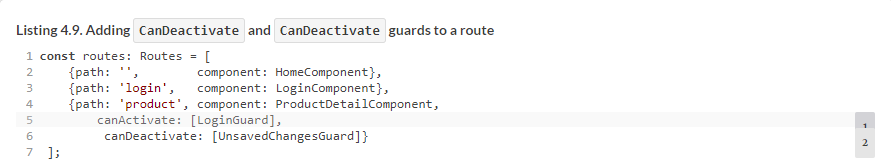 Listing 4.9. Adding CanDeactivate and CanDeactivate guards to a route
1 const routes: Routes = [
2     {path: '',        component: HomeComponent},
3     {path: 'login',   component: LoginComponent},
4     {path: 'product', component: ProductDetailComponent,
5         canActivate: [LoginGuard],
6          canDeactivate: [UnsavedChangesGuard]}
7  ];
1
2